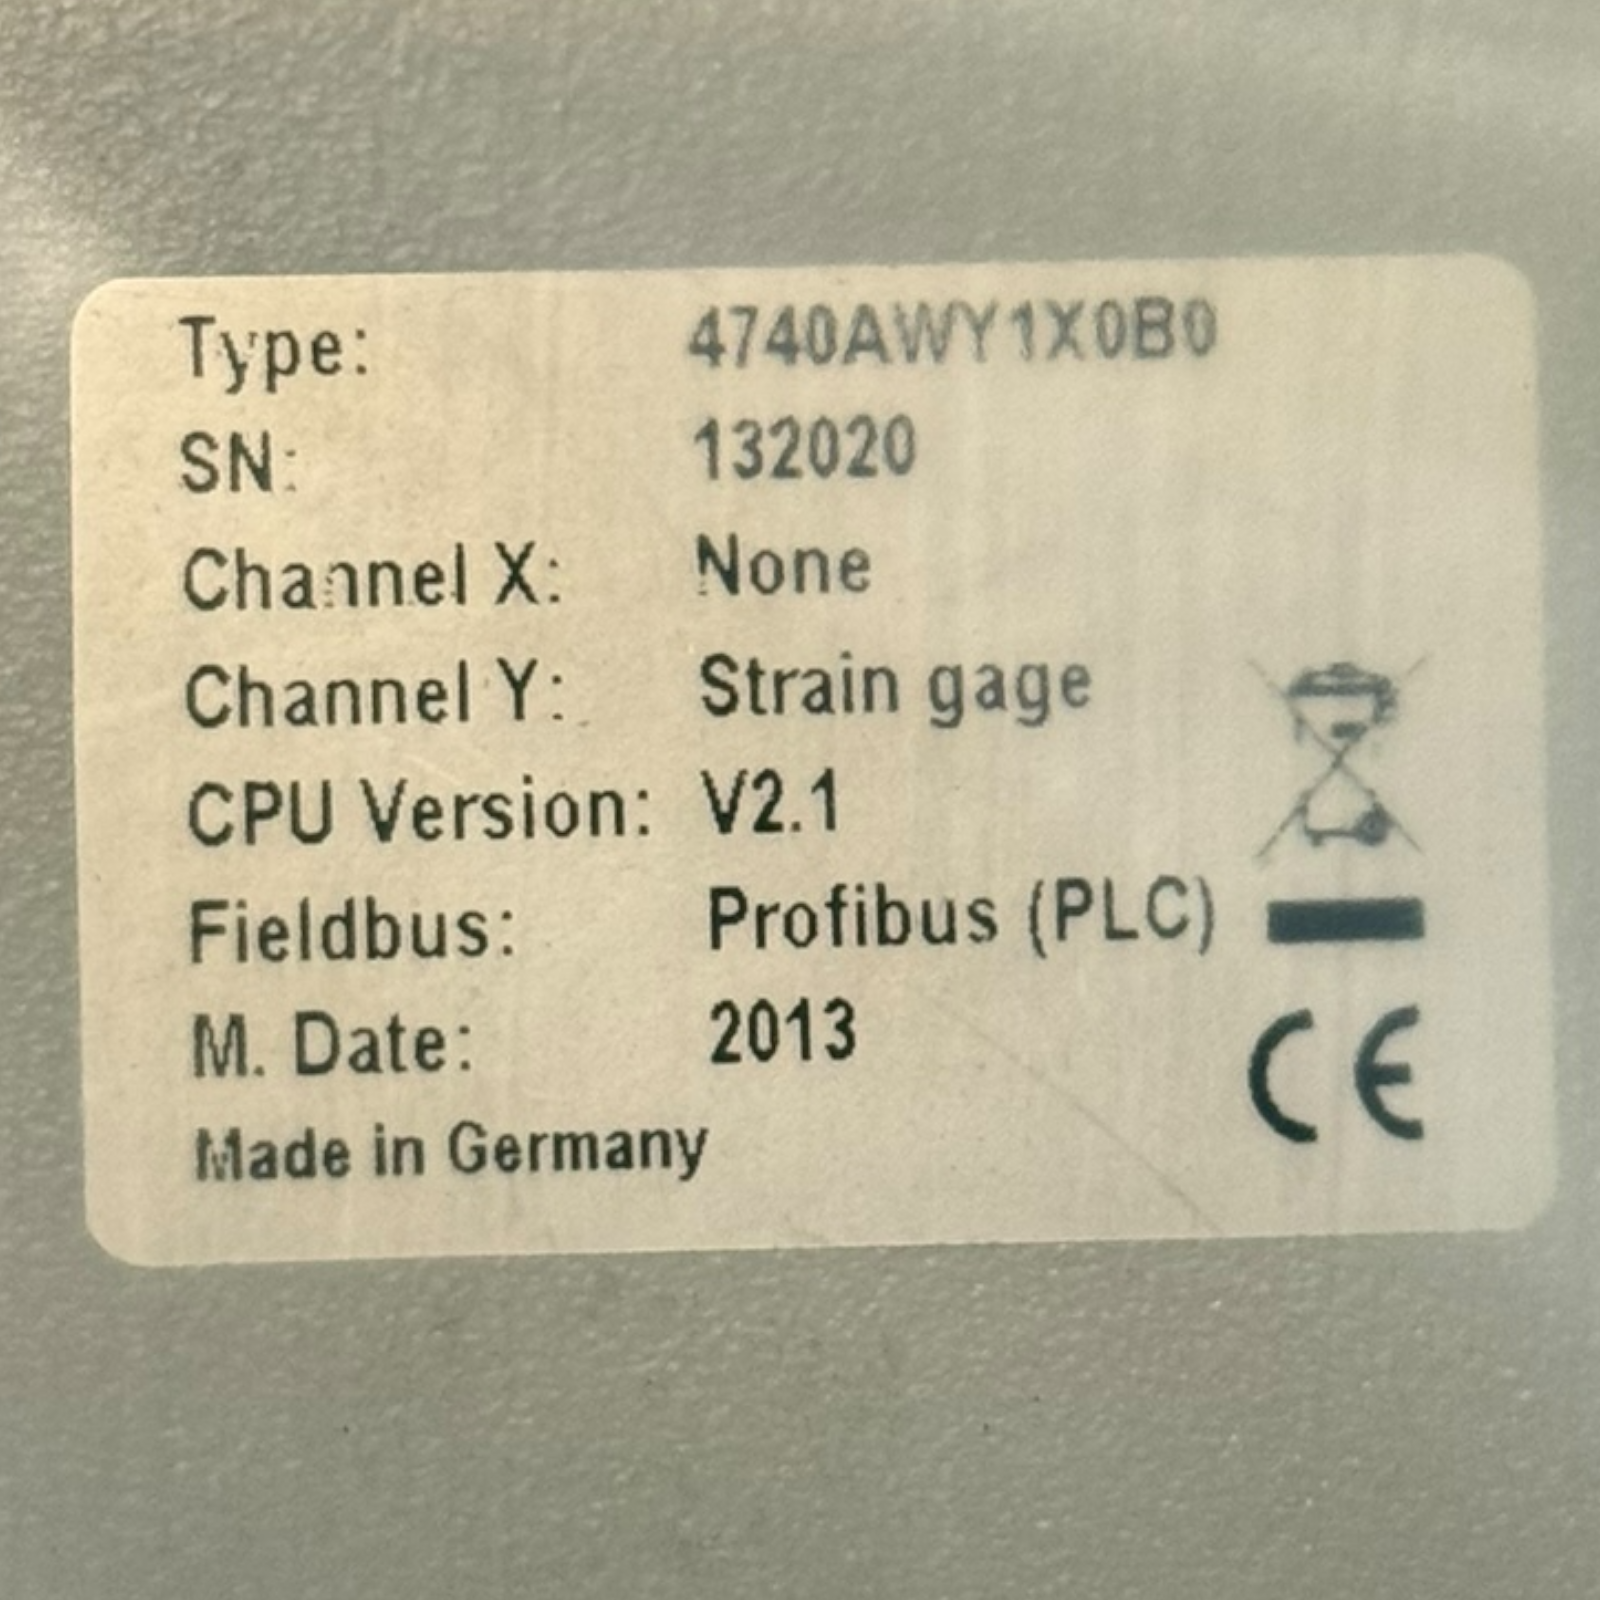 Type: 4740AWY1X0B0
SN: 132020
Channel X: None
Channel Y: Strain gage
CPU Version: V2.1
Fieldbus: Profibus (PLC)
M. Date: 2013
Made in Germany
CE